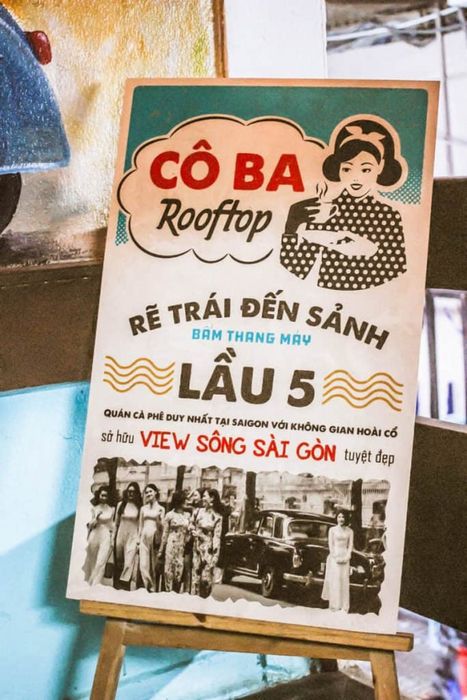 CÔ BA
Rooftop
RẼ TRÁI ĐẾN SẢNH
BẤM THANG MÁY
LẦU 5
QUÁN CÀ PHÊ DUY NHẤT TẠI SAIGON VỚI KHÔNG GIAN HOÀI CỔ
sở hữu VIEW SÔNG SÀI GÒN tuyệt đẹp